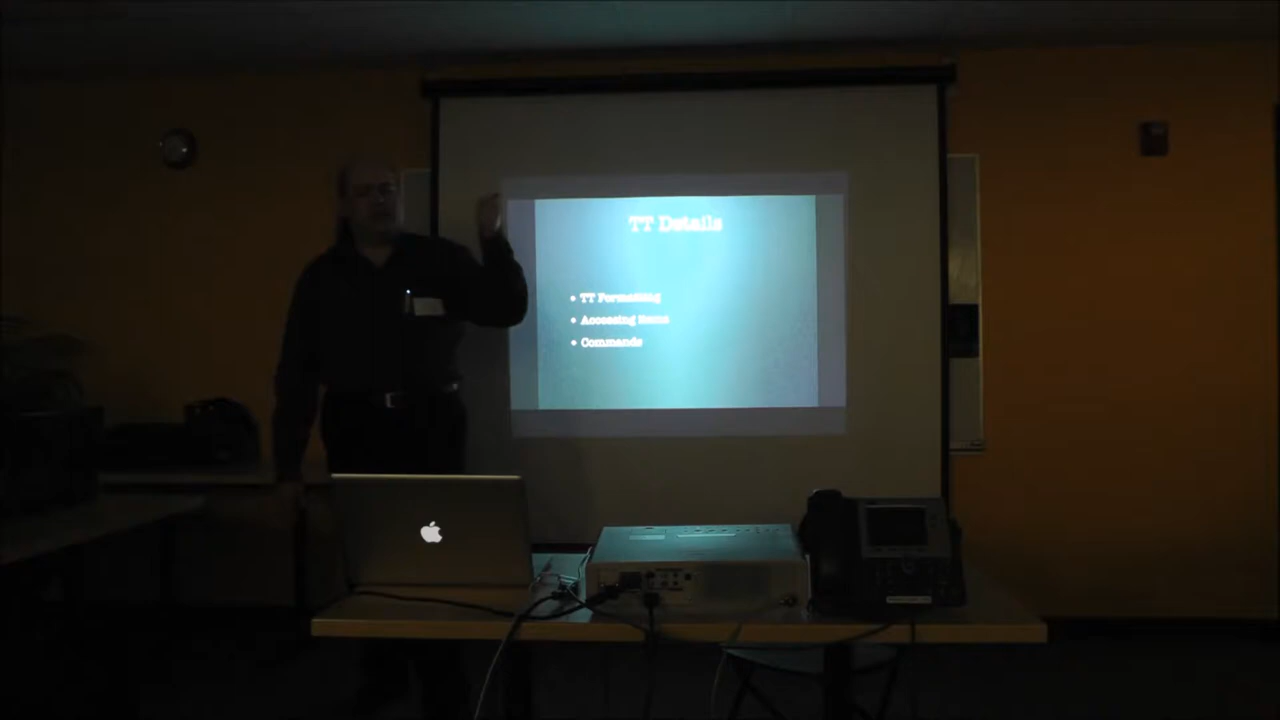 TT Details
• TT Formatting
• Accessing Items
• Commands